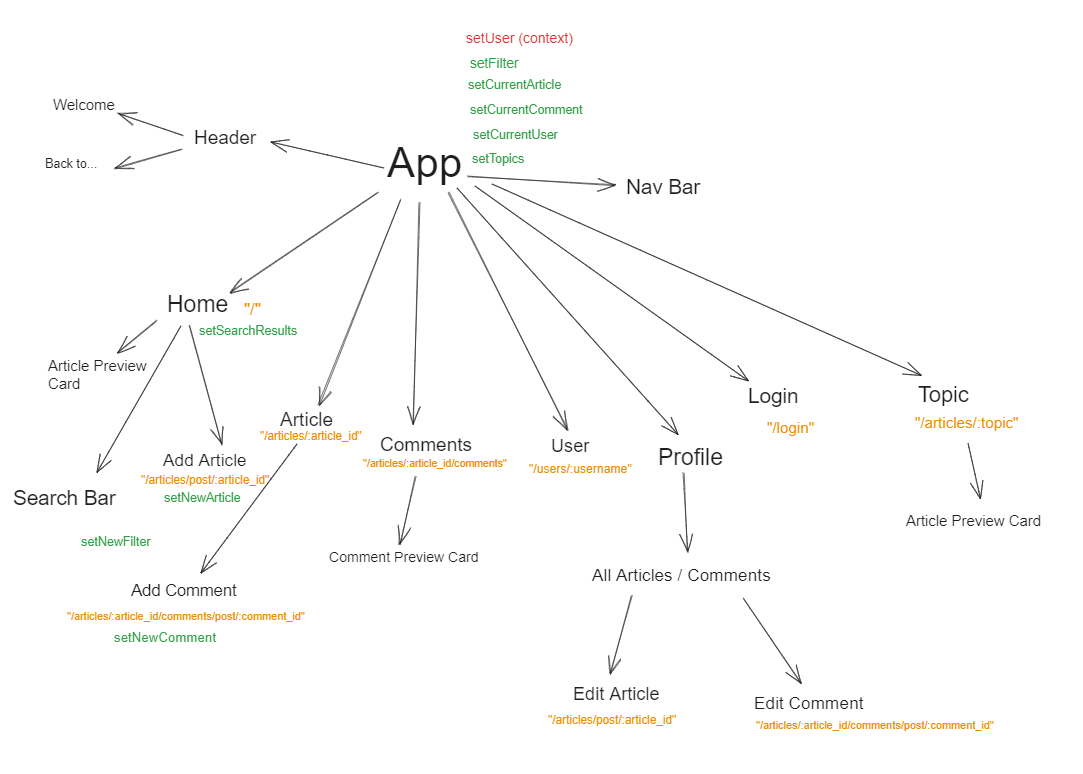 setUser (context)
setFilter
setCurrentArticle
setCurrentComment
setCurrentUser
setTopics
Welcome
Header
Back to...
App
Nav Bar
Home
"/"
setSearchResults
Article Preview
Card
Article
"/articles/:article_id"
Add Article
"/articles/post/:article_id"
setNewArticle
Search Bar
setNewFilter
Add Comment
"/articles/:article_id/comments/post/:comment_id"
setNewComment
Comments
"/articles/:article_id/comments"
Comment Preview Card
User
"/users/:username"
Profile
All Articles / Comments
Edit Article
"/articles/post/:article_id"
Edit Comment
"/articles/:article_id/comments/post/:comment_id"
Login
"/login"
Topic
"/articles/:topic"
Article Preview Card